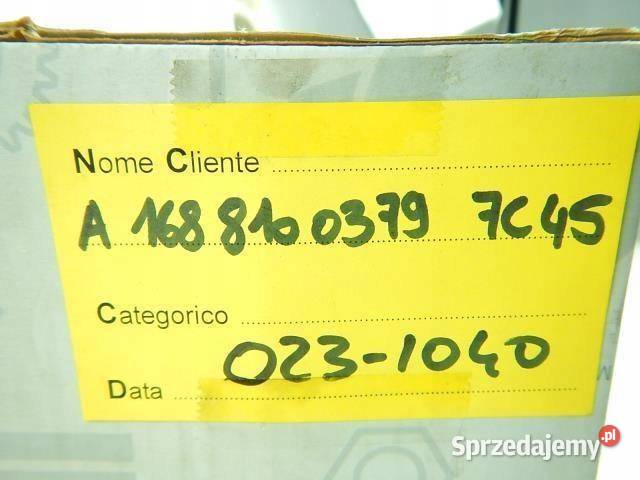 Nome Cliente
A 168 810 0379 7C45
Categorico
023-1040
Data
Sprzedajemy.pl